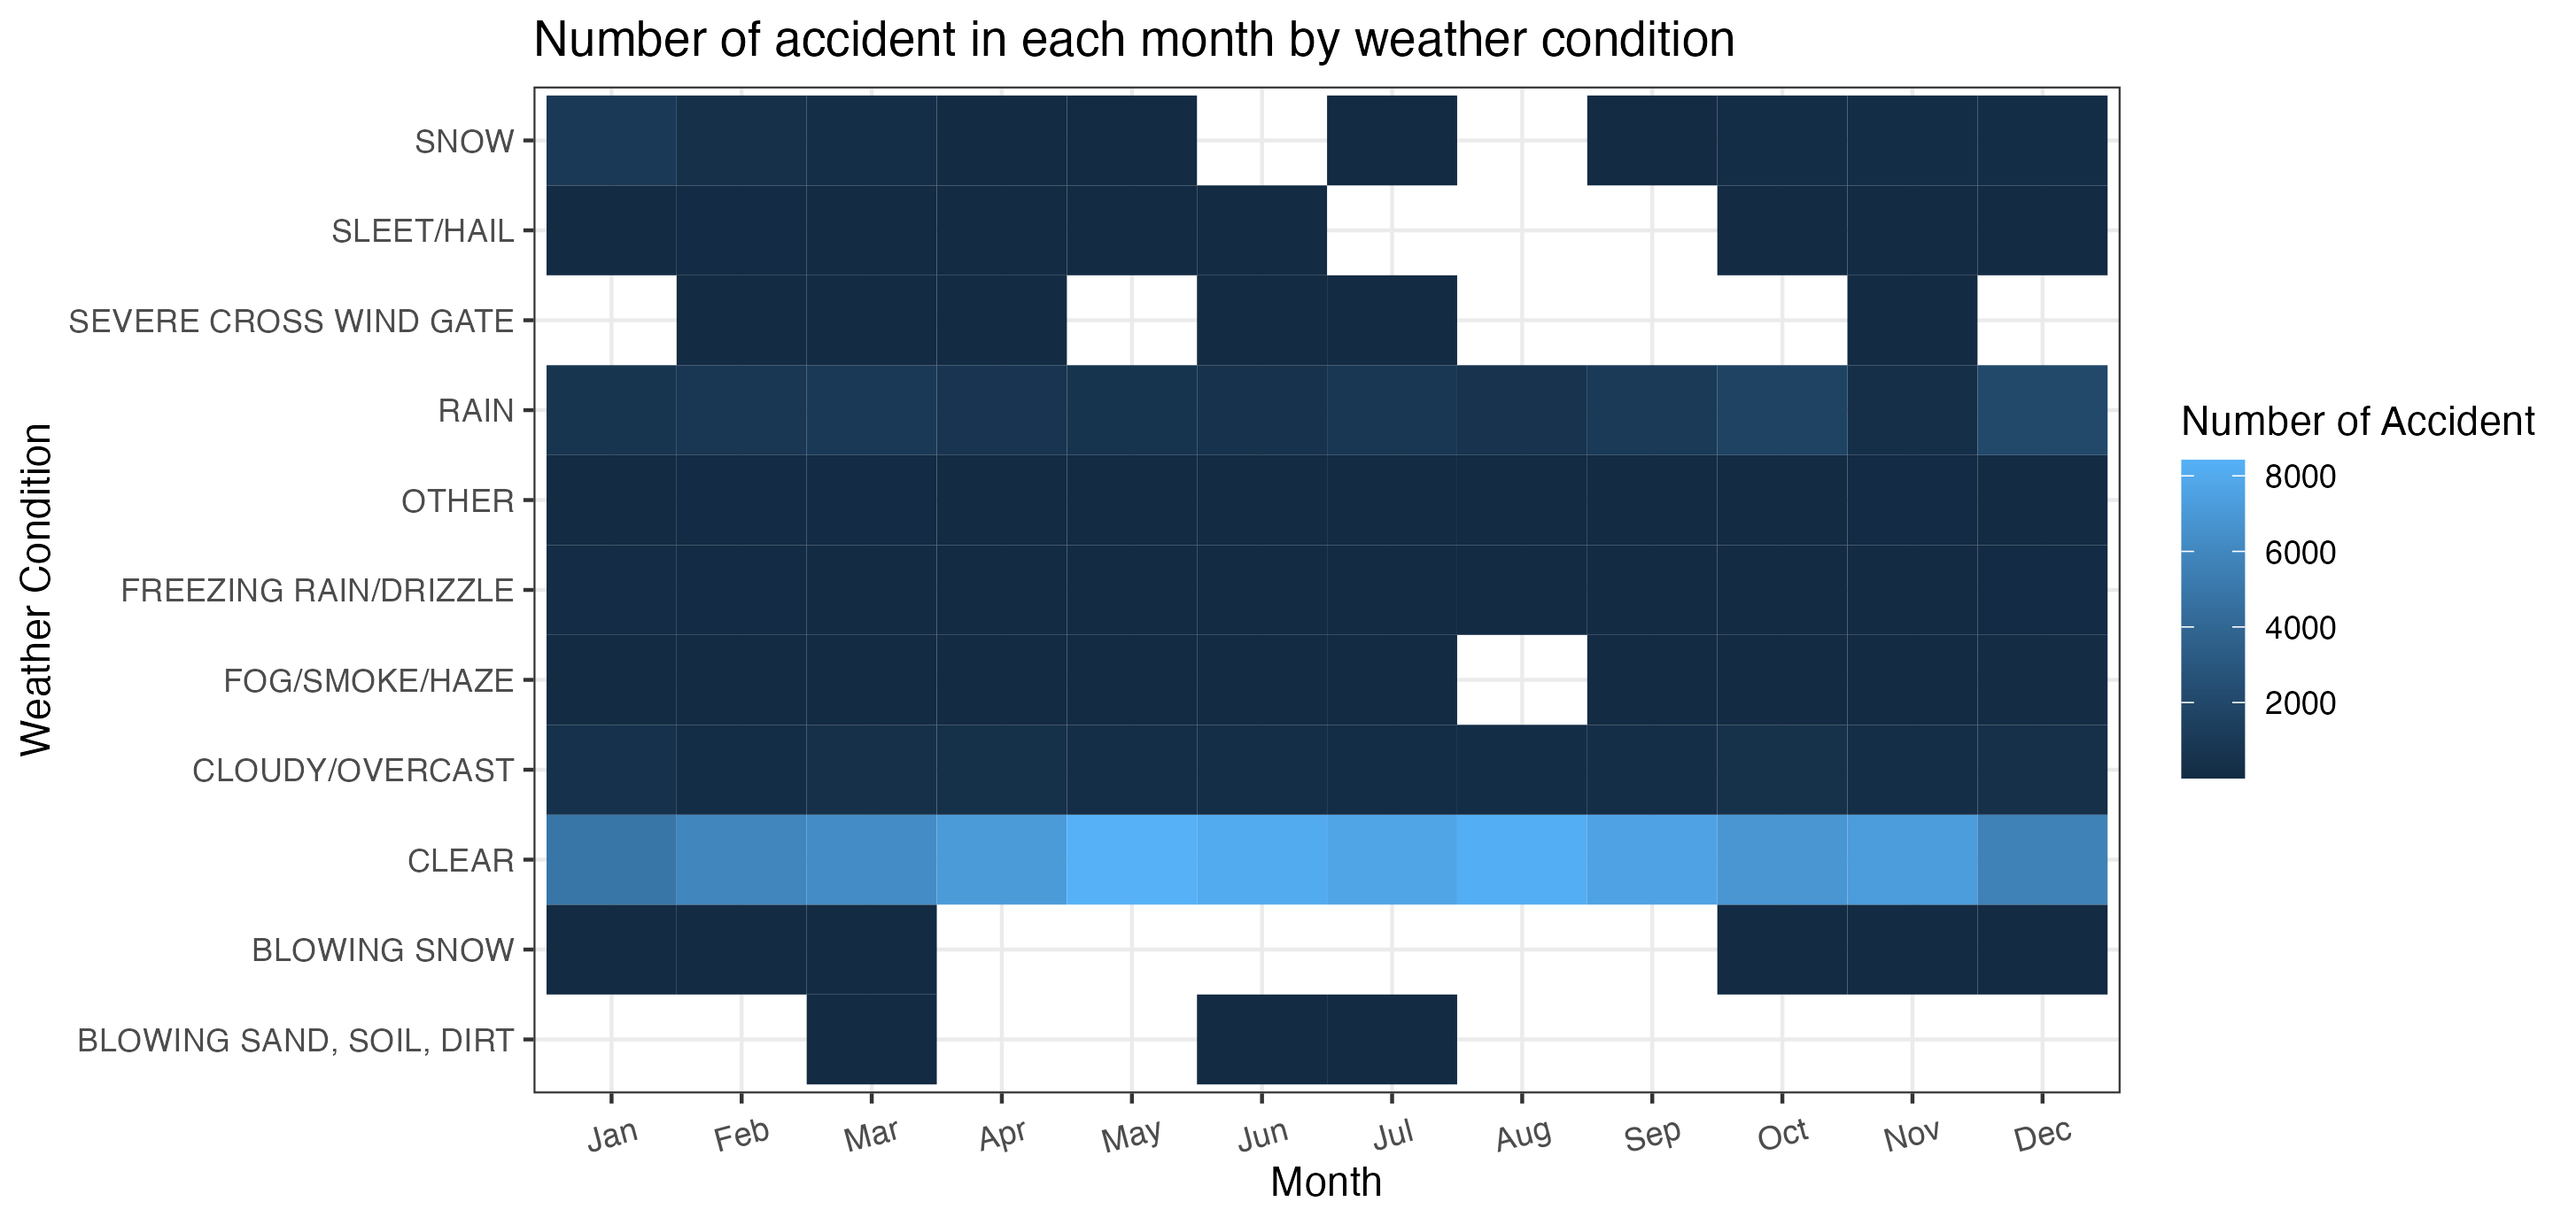 Number of accident in each month by weather condition
Weather Condition
SNOW
SLEET/HAIL
SEVERE CROSS WIND GATE
RAIN
OTHER
FREEZING RAIN/DRIZZLE
FOG/SMOKE/HAZE
CLOUDY/OVERCAST
CLEAR
BLOWING SNOW
BLOWING SAND, SOIL, DIRT
Jan Feb Mar Apr May Jun Jul Aug Sep Oct Nov Dec
Month
Number of Accident
8000
6000
4000
2000